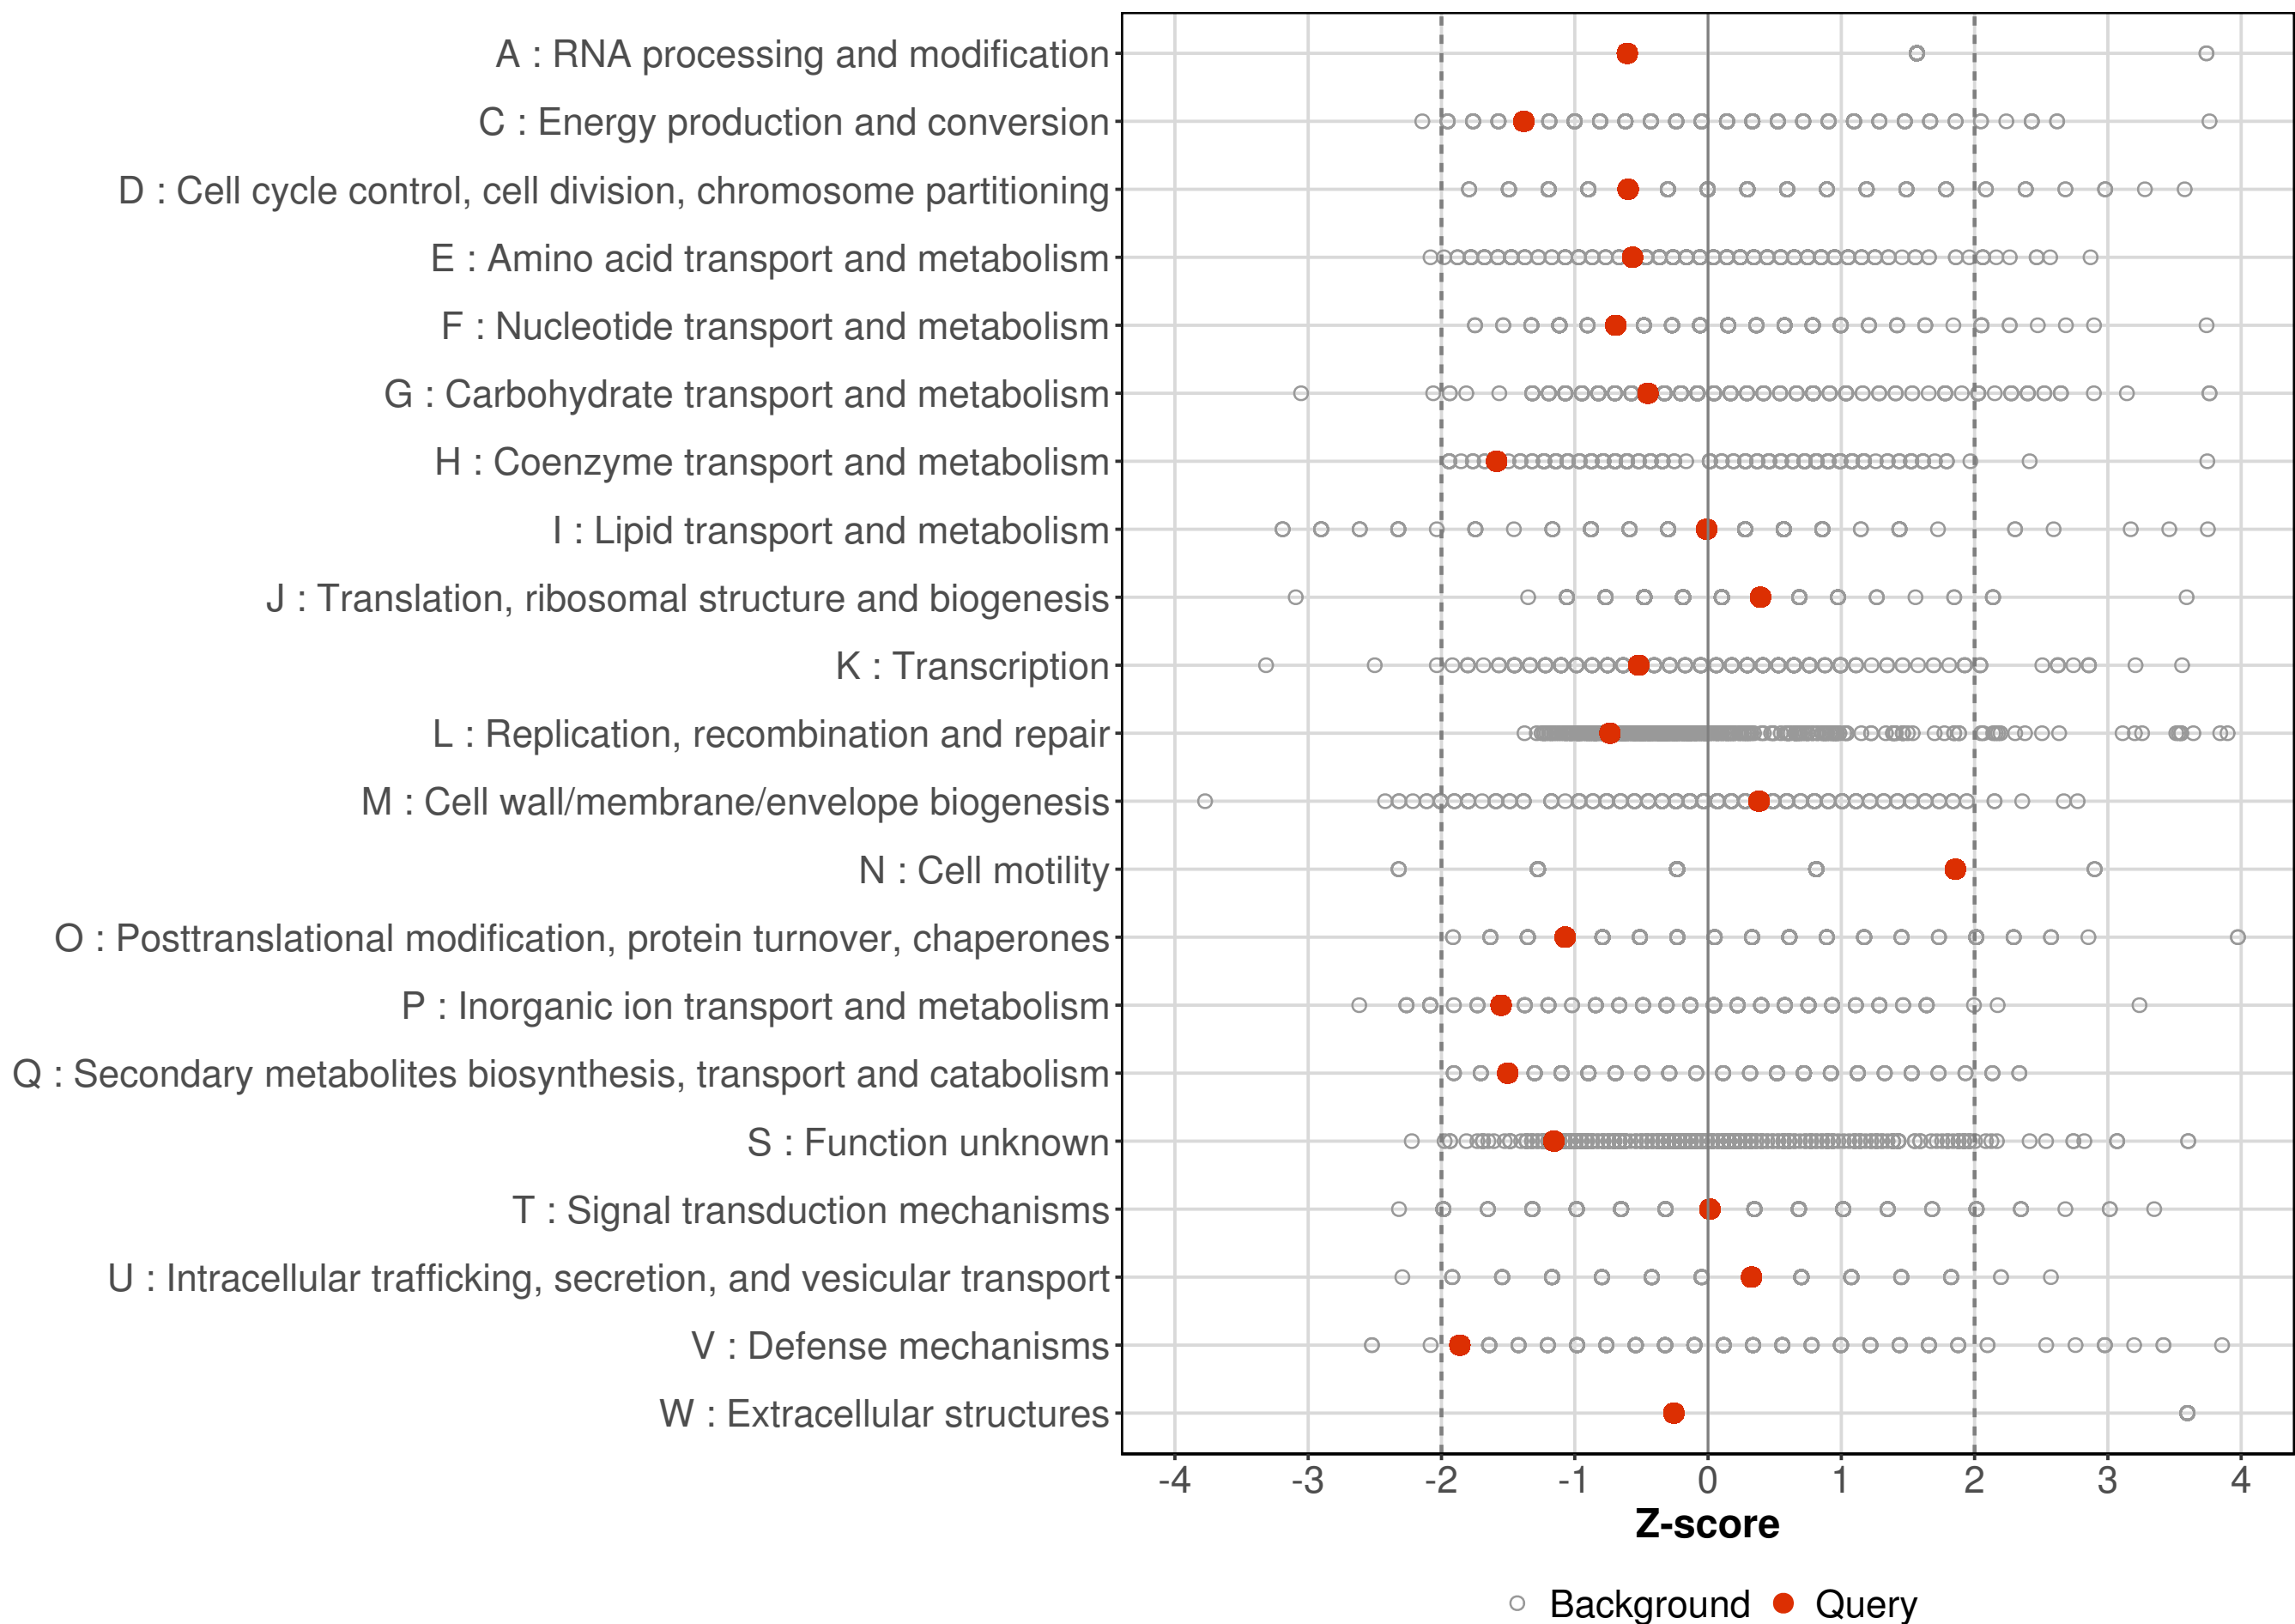 A : RNA processing and modification
C : Energy production and conversion
D : Cell cycle control, cell division, chromosome partitioning
E : Amino acid transport and metabolism
F : Nucleotide transport and metabolism
G : Carbohydrate transport and metabolism
H : Coenzyme transport and metabolism
I : Lipid transport and metabolism
J : Translation, ribosomal structure and biogenesis
K : Transcription
L : Replication, recombination and repair
M : Cell wall/membrane/envelope biogenesis
N : Cell motility
O : Posttranslational modification, protein turnover, chaperones
P : Inorganic ion transport and metabolism
Q : Secondary metabolites biosynthesis, transport and catabolism
S : Function unknown
T : Signal transduction mechanisms
U : Intracellular trafficking, secretion, and vesicular transport
V : Defense mechanisms
W : Extracellular structures
-4 -3 -2 -1 0 1 2 3 4
Z-score
Background Query